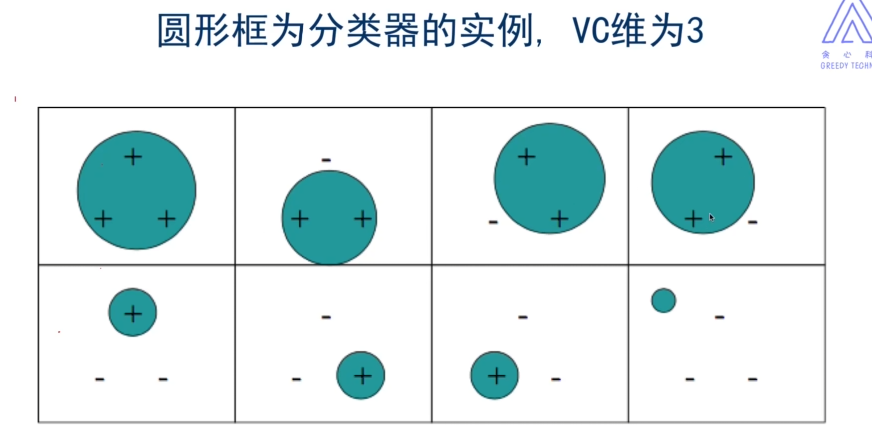 圆形框为分类器的实例, VC维为3
贪心科
GREEDY TECHN
+ - + +
+ + + + - + + -
+ - - -
- - - + + - - -